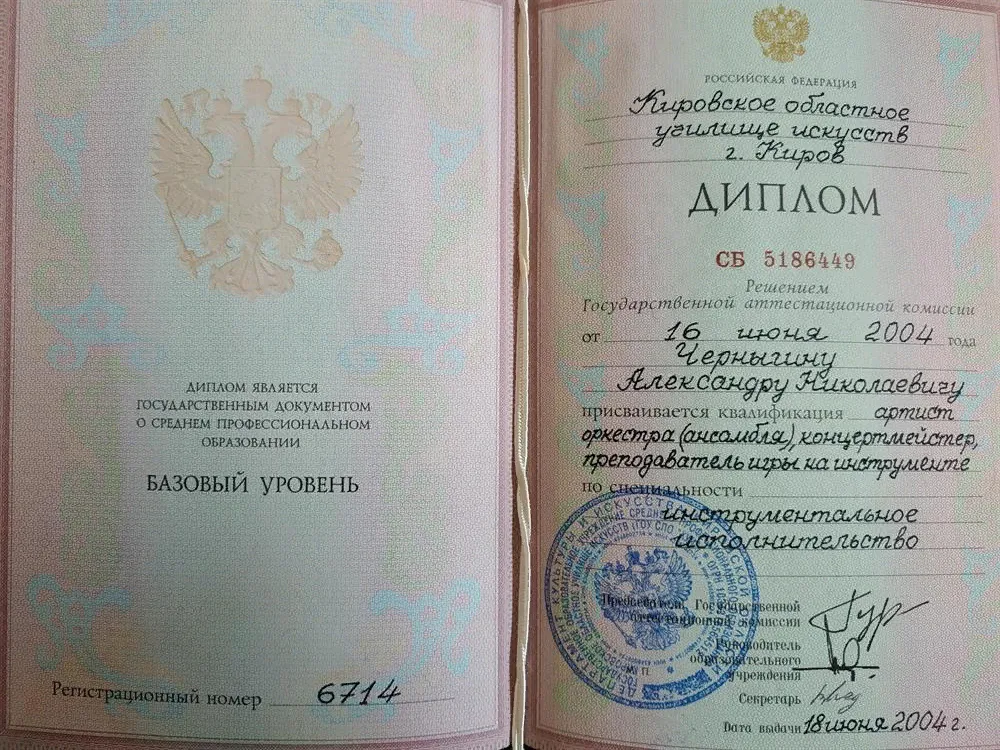 ДИПЛОМ ЯВЛЯЕТСЯ
ГОСУДАРСТВЕННЫМ ДОКУМЕНТОМ
О СРЕДНЕМ ПРОФЕССИОНАЛЬНОМ
ОБРАЗОВАНИИ
БАЗОВЫЙ УРОВЕНЬ
Регистрационный номер 6714
РОССИЙСКАЯ ФЕДЕРАЦИЯ
Кировское областное
училище искусств
г. Киров
ДИПЛОМ
СБ 5186449
Решением
Государственной аттестационной комиссии
от 16 июня 2004 года
Черныгину
Александру Николаевичу
присваивается квалификация артист
оркестра (ансамбля), концертмейстер,
преподаватель игры на инструменте
по специальности
инструментальное
исполнительство
Председатель Государственной
аттестационной комиссии
Руководитель
образовательного
учреждения
Секретарь
Дата выдачи 18 июня 2004 г.